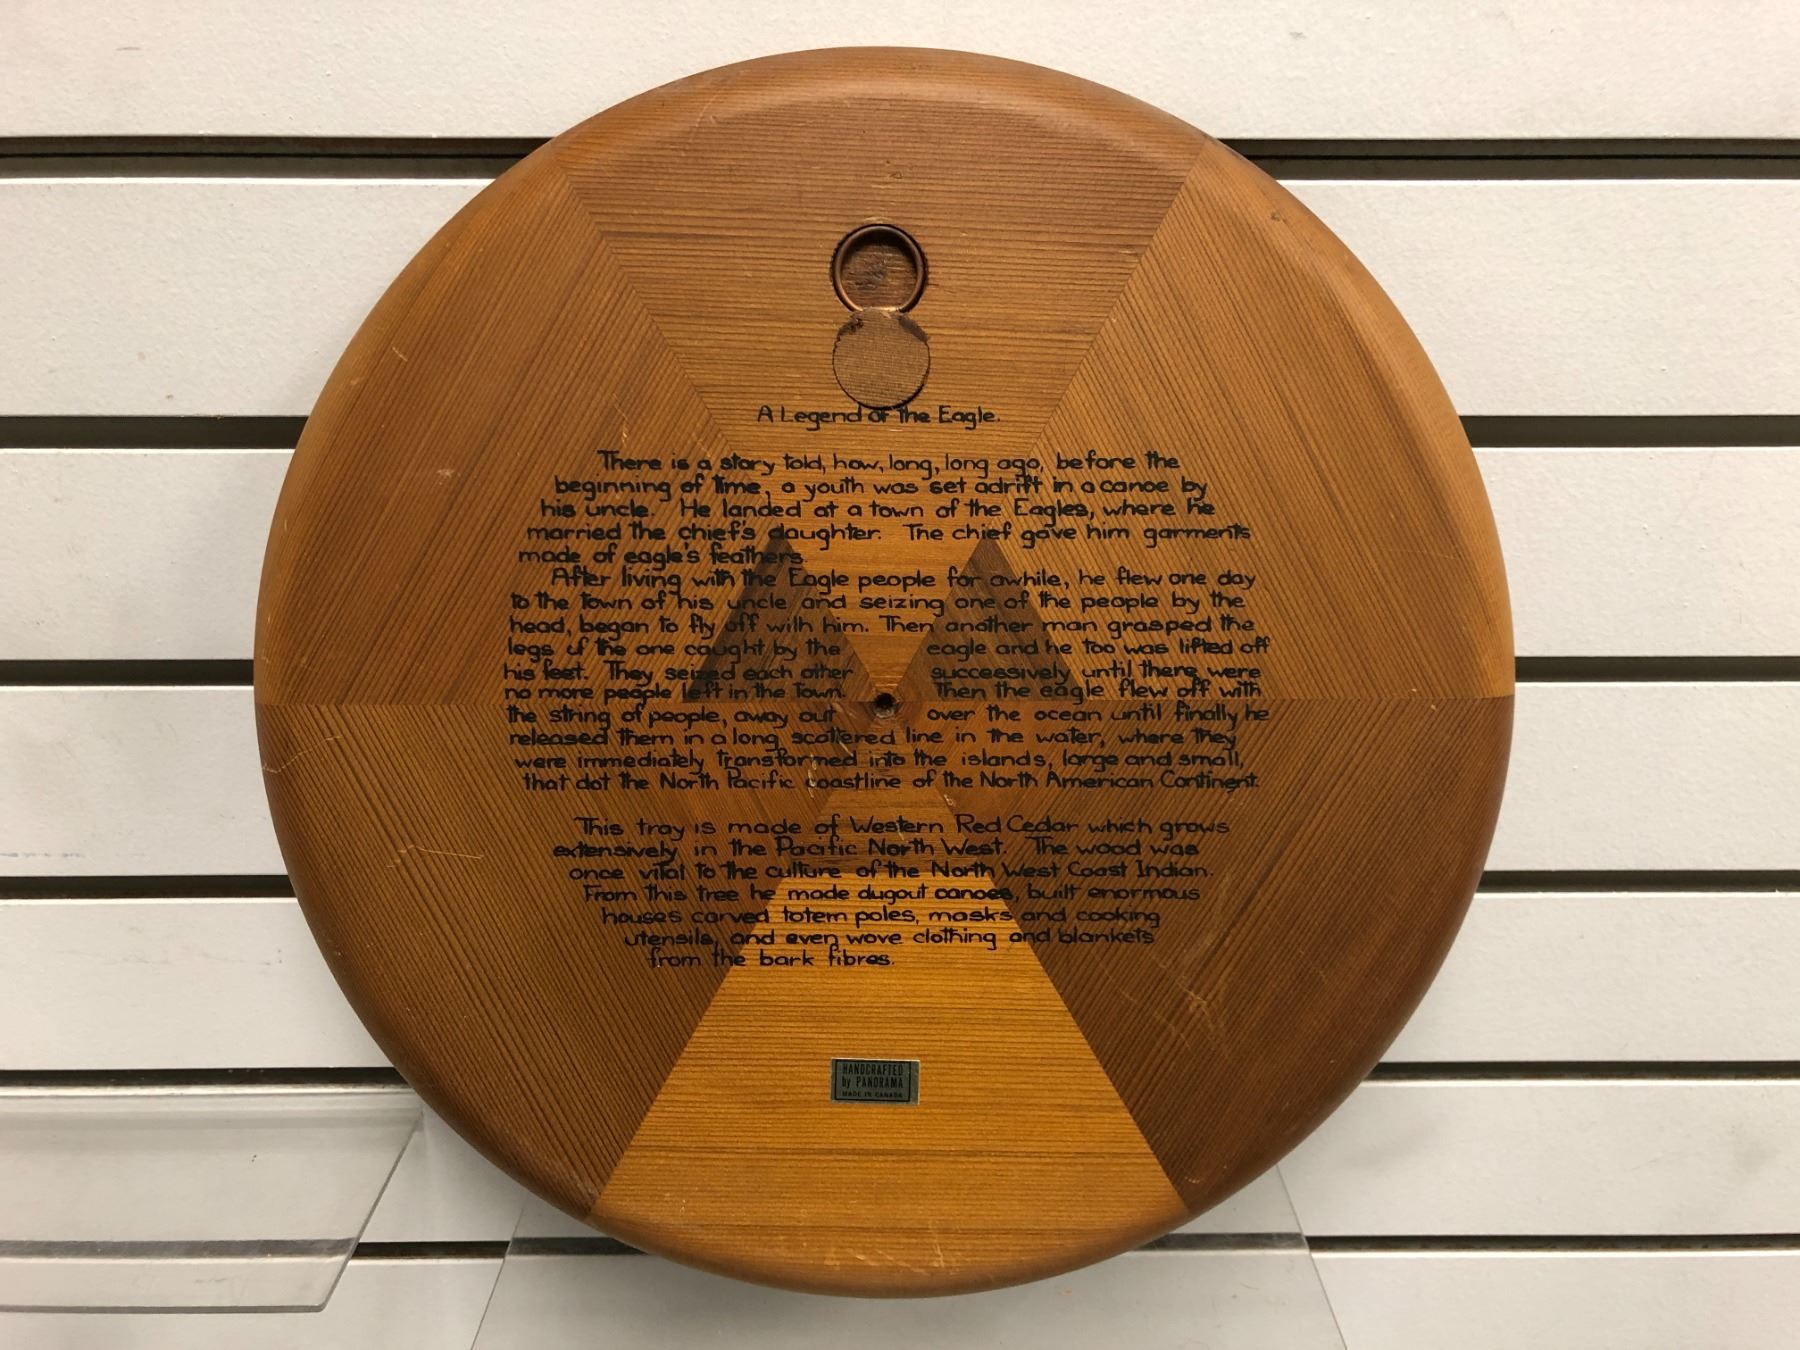 A Legend of the Eagle.
There is a story told, how, long, long ago, before the
beginning of time, a youth was set adrift in a canoe by
his uncle. He landed at a town of the Eagles, where he
married the chief's daughter. The chief gave him garments
made of eagle's feathers
After living with the Eagle people for awhile, he flew one day
to the town of his uncle and seizing one of the people by the
head, began to fly off with him. Then another man grasped the
legs of the one caught by the eagle and he too was lifted off
his feet. They seized each other successively until there were
no more people left in the town. Then the eagle flew off with
the string of people, away out over the ocean until finally he
released them in a long scattered line in the water, where they
were immediately transformed into the islands, large and small,
that dot the North Pacific coastline of the North American Continent.
This tray is made of Western Red Cedar which grows
extensively in the Pacific North West. The wood was
once vital to the culture of the North West Coast Indian.
From this tree he made dugout canoes, built enormous
houses carved totem poles, masks and cooking
utensils, and even wove clothing and blankets
from the bark fibres.
HANDCRAFTED
by PANORAMA
MADE IN CANADA